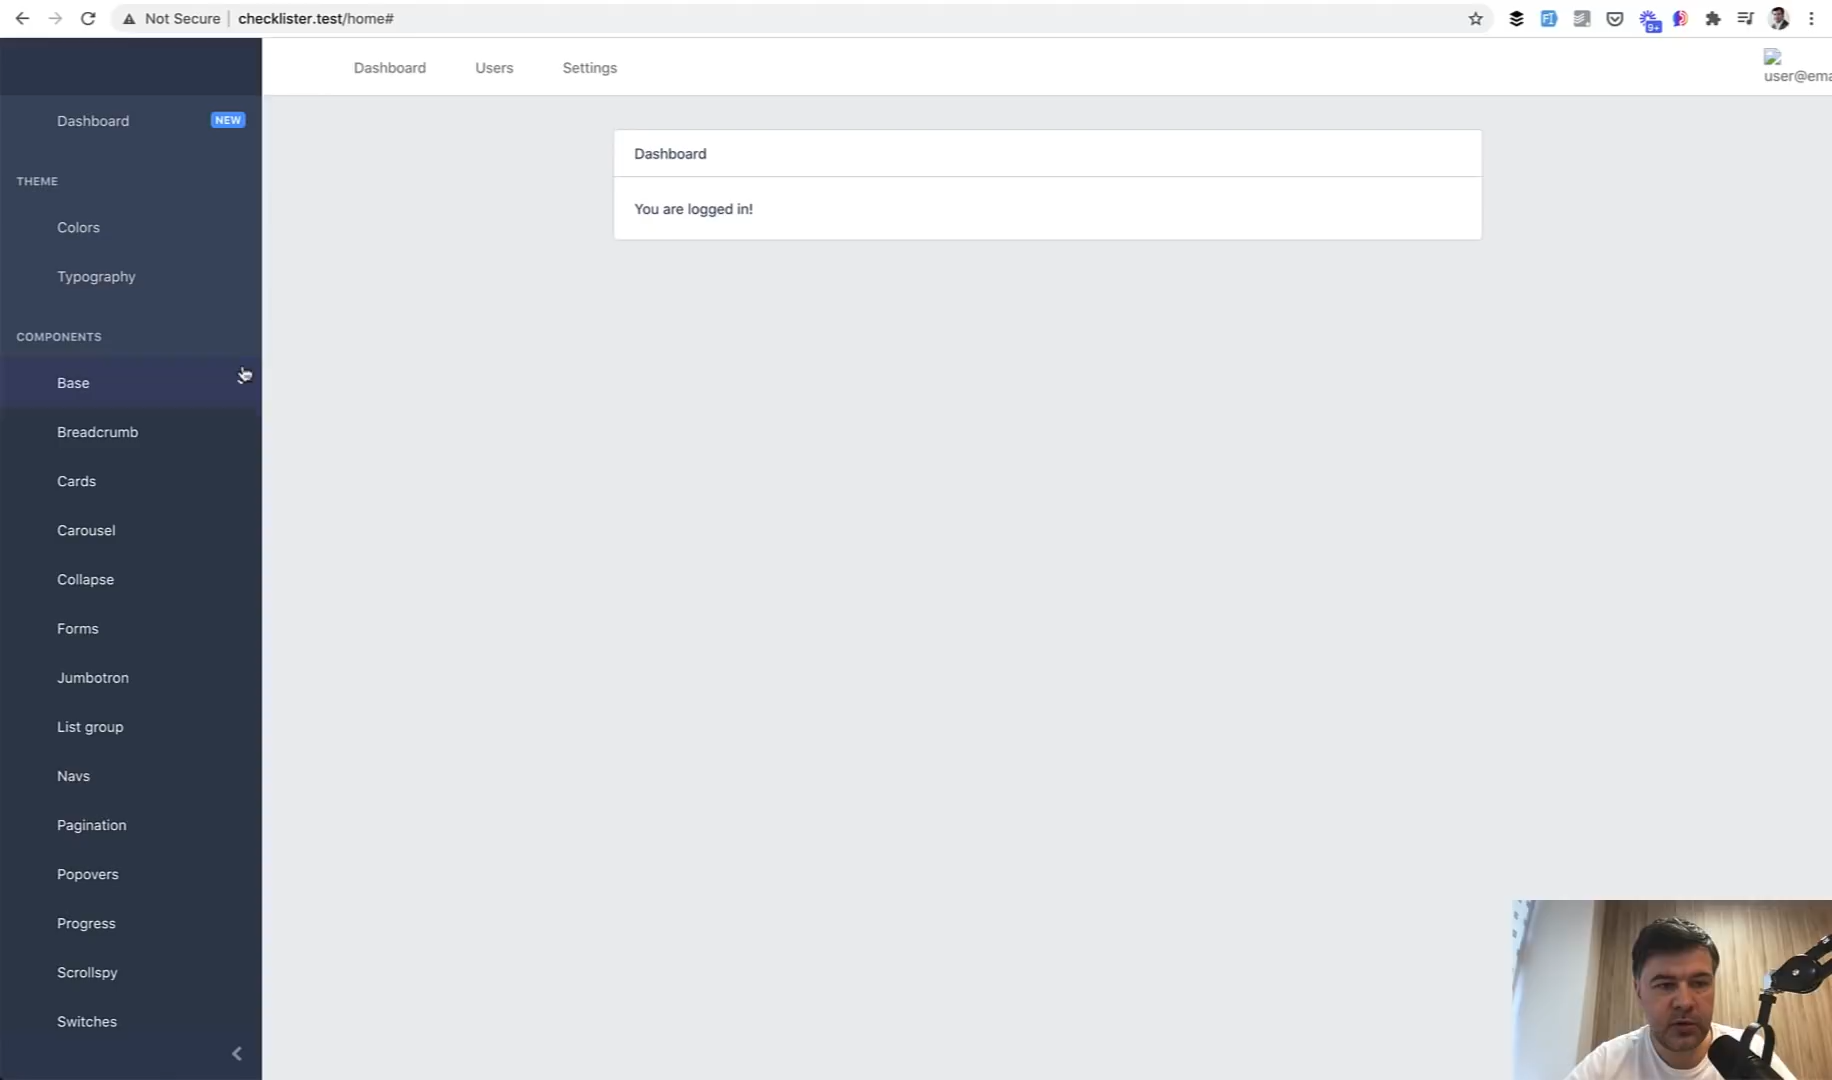 Not Secure | checklister.test/home#
9+
Dashboard Users Settings
user@ema
Dashboard NEW
THEME
Colors
Typography
COMPONENTS
Base
Breadcrumb
Cards
Carousel
Collapse
Forms
Jumbotron
List group
Navs
Pagination
Popovers
Progress
Scrollspy
Switches
Dashboard
You are logged in!